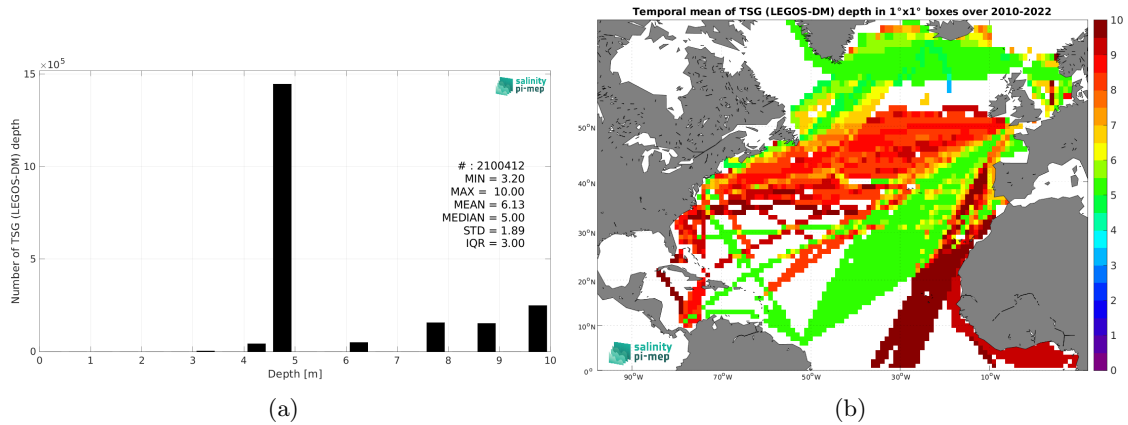 ×10⁵
15
10
5
0
Number of TSG (LEGOS-DM) depth
salinity
pi-mep
# : 2100412
MIN = 3.20
MAX = 10.00
MEAN = 6.13
MEDIAN = 5.00
STD = 1.89
IQR = 3.00
0 1 2 3 4 5 6 7 8 9 10
Depth [m]
(a)
Temporal mean of TSG (LEGOS-DM) depth in 1°x1° boxes over 2010-2022
50°N
40°N
30°N
20°N
10°N
0°
90°W 70°W 50°W 30°W 10°W
salinity
pi-mep
10
9
8
7
6
5
4
3
2
1
0
(b)